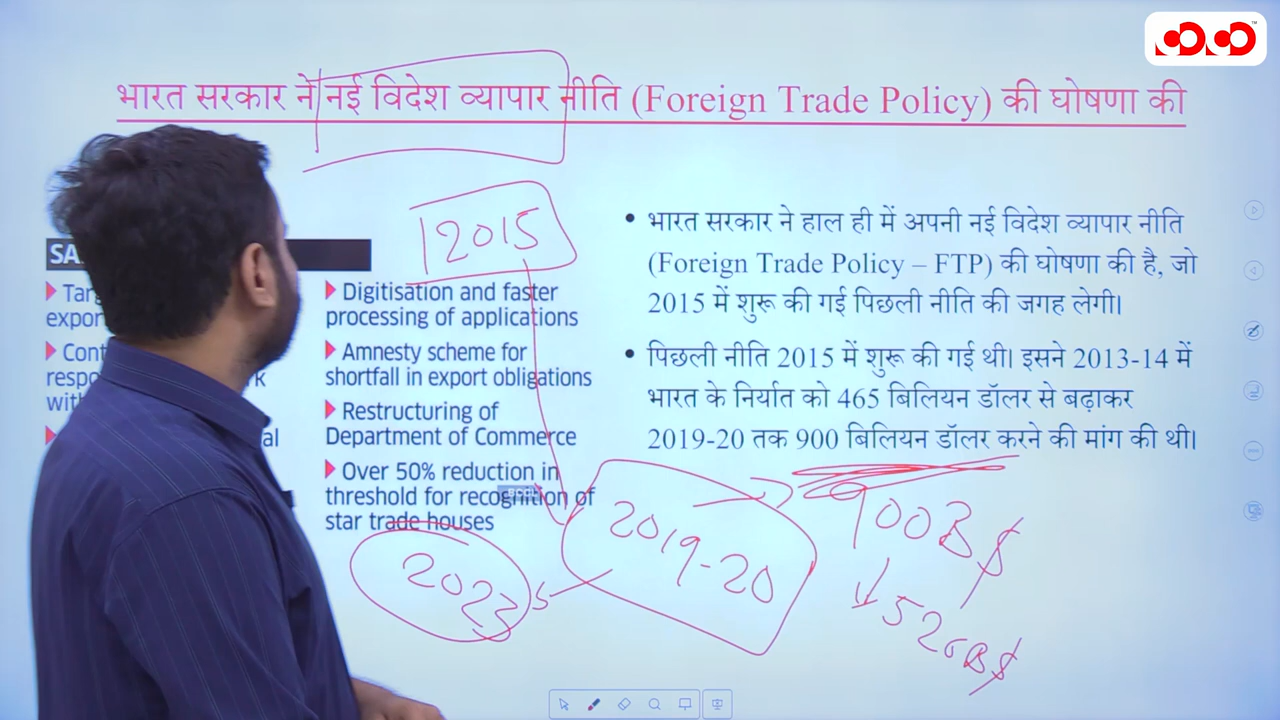 भारत सरकार ने नई विदेश व्यापार नीति (Foreign Trade Policy) की घोषणा की
2015
Digitisation and faster
processing of applications
Amnesty scheme for
shortfall in export obligations
Restructuring of
Department of Commerce
Over 50% reduction in
threshold for recognition of
star trade houses
• भारत सरकार ने हाल ही में अपनी नई विदेश व्यापार नीति
(Foreign Trade Policy – FTP) की घोषणा की है, जो
2015 में शुरू की गई पिछली नीति की जगह लेगी।
• पिछली नीति 2015 में शुरू की गई थी। इसने 2013-14 में
भारत के निर्यात को 465 बिलियन डॉलर से बढ़ाकर
2019-20 तक 900 बिलियन डॉलर करने की मांग की थी।
2019-20
900B$
2023
520B$